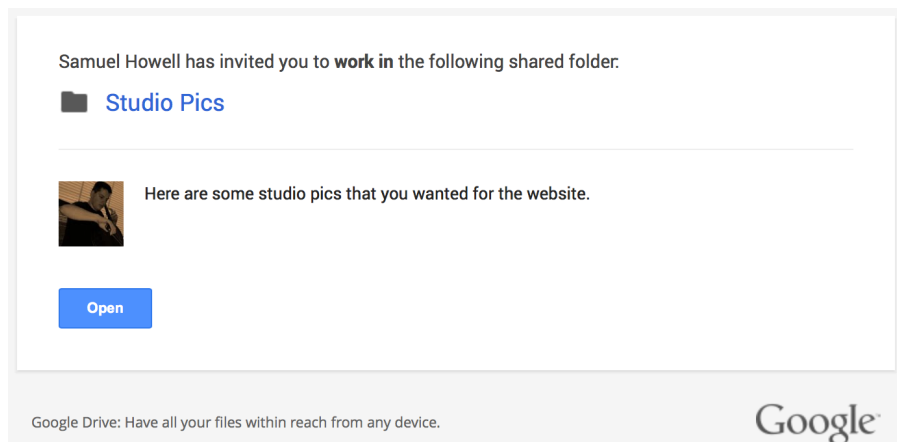 Samuel Howell has invited you to work in the following shared folder:
Studio Pics
Here are some studio pics that you wanted for the website.
Open
Google Drive: Have all your files within reach from any device.
Google